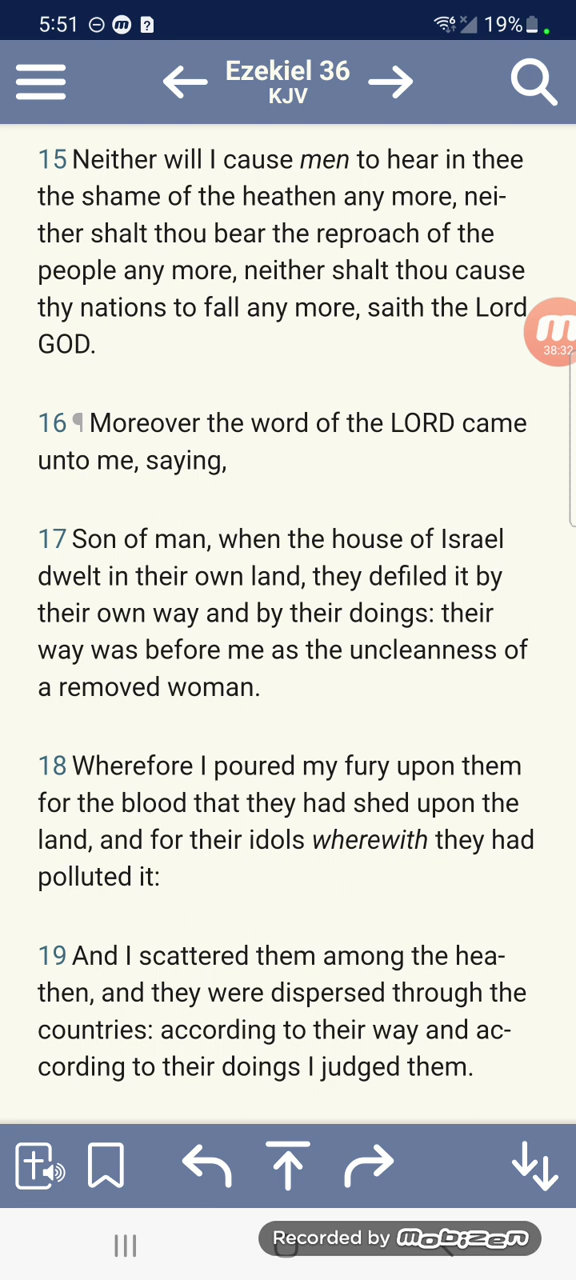 5:51 19%
Ezekiel 36
KJV
15 Neither will I cause men to hear in thee
the shame of the heathen any more, nei-
ther shalt thou bear the reproach of the
people any more, neither shalt thou cause
thy nations to fall any more, saith the Lord
GOD.
38:32
16 ¶ Moreover the word of the LORD came
unto me, saying,
17 Son of man, when the house of Israel
dwelt in their own land, they defiled it by
their own way and by their doings: their
way was before me as the uncleanness of
a removed woman.
18 Wherefore I poured my fury upon them
for the blood that they had shed upon the
land, and for their idols wherewith they had
polluted it:
19 And I scattered them among the hea-
then, and they were dispersed through the
countries: according to their way and ac-
cording to their doings I judged them.
Recorded by mobizen